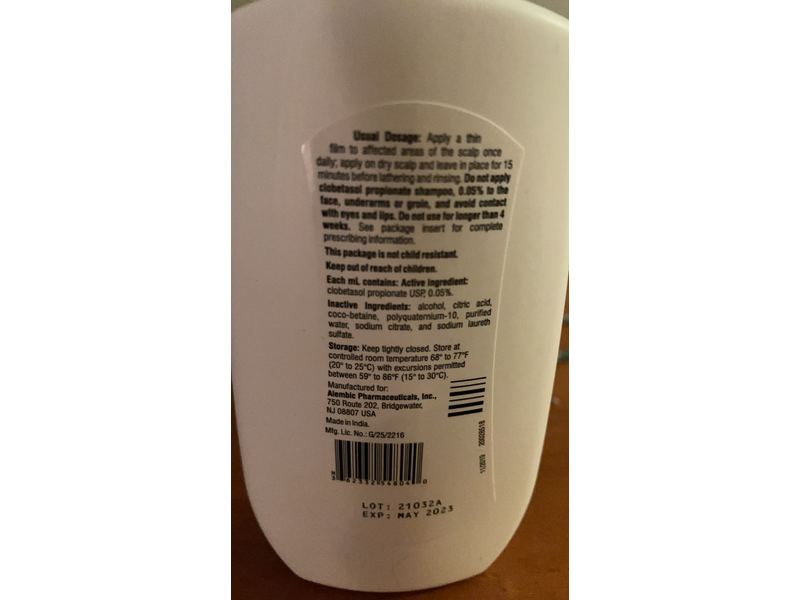 Usual Dosage: Apply a thin
film to affected areas of the scalp once
daily; apply on dry scalp and leave in place for 15
minutes before lathering and rinsing. Do not apply
clobetasol propionate shampoo, 0.05% to the
face, underarms or groin, and avoid contact
with eyes and lips. Do not use for longer than 4
weeks. See package insert for complete
prescribing information.
This package is not child resistant.
Keep out of reach of children.
Each mL contains: Active ingredient:
clobetasol propionate USP, 0.05%.
Inactive Ingredients: alcohol, citric acid,
coco-betaine, polyquaternium-10, purified
water, sodium citrate, and sodium laureth
sulfate.
Storage: Keep tightly closed. Store at
controlled room temperature 68° to 77°F
(20° to 25°C) with excursions permitted
between 59° to 86°F (15° to 30°C).
Manufactured for:
Alembic Pharmaceuticals, Inc.,
750 Route 202, Bridgewater,
NJ 08807 USA
Made in India.
Mfg. Lic. No.: G/25/2216
11/2019
LOT: 21032A
EXP: MAY 2023